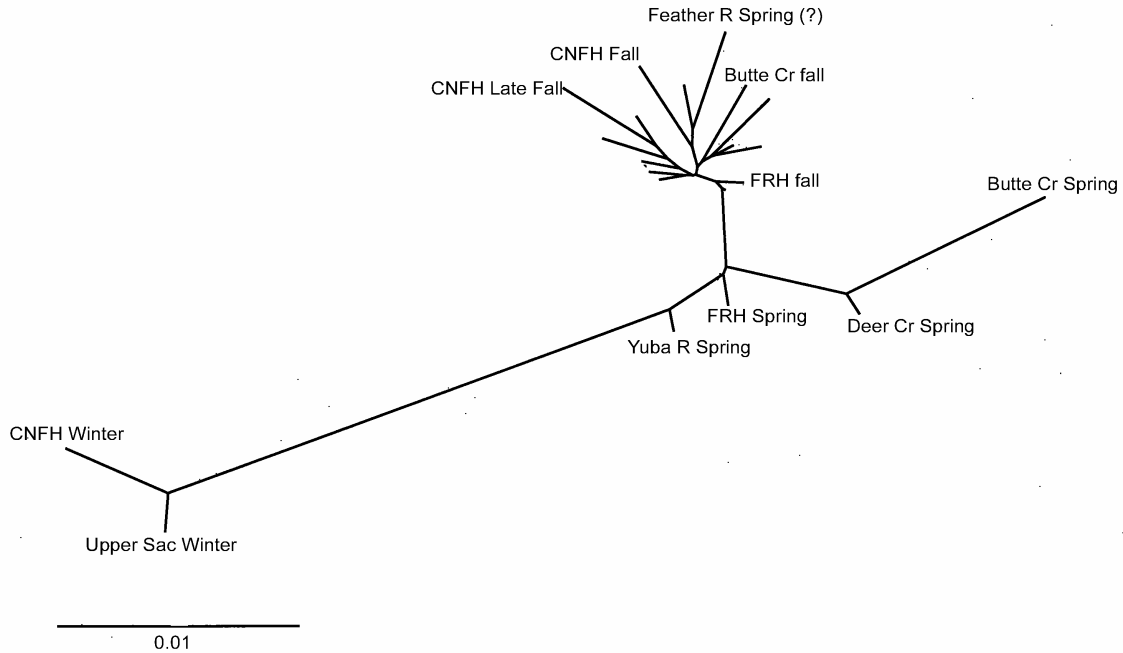 Feather R Spring (?)
CNFH Fall
Butte Cr fall
CNFH Late Fall
FRH fall
Butte Cr Spring
FRH Spring
Deer Cr Spring
Yuba R Spring
CNFH Winter
Upper Sac Winter
0.01